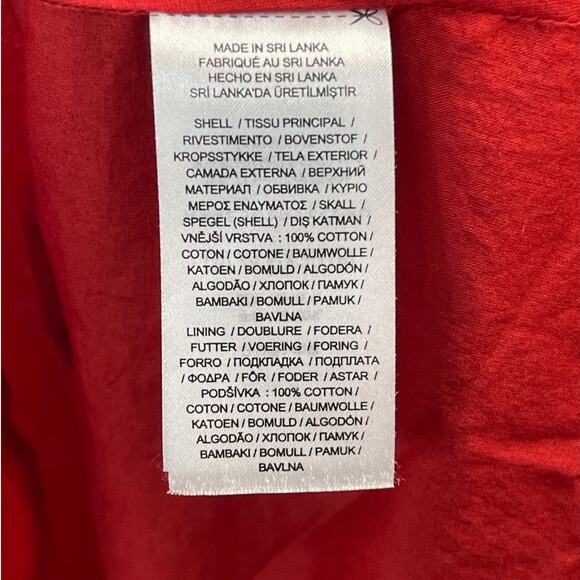 MADE IN SRI LANKA
FABRIQUÉ AU SRI LANKA
HECHO EN SRI LANKA
SRİ LANKA'DA ÜRETİLMİŞTİR
SHELL / TISSU PRINCIPAL /
RIVESTIMENTO / BOVENSTOF /
KROPSSTYKKE / TELA EXTERIOR /
CAMADA EXTERNA / ВЕРХНИЙ
МАТЕРИАЛ / ОБВИВКА / ΚΥΡΙΟ
ΜΕΡΟΣ ΕΝΔΥΜΑΤΟΣ / SKALL /
SPEGEL (SHELL) / DIŞ KATMAN /
VNĚJŠÍ VRSTVA : 100% COTTON /
COTON / COTONE / BAUMWOLLE /
KATOEN / BOMULD / ALGODÓN /
ALGODÃO / ХЛОПОК / ПАМУК /
ΒΑΜΒΑΚΙ / BOMULL / PAMUK /
BAVLNA
LINING / DOUBLURE / FODERA /
FUTTER / VOERING / FORING /
FORRO / ПОДКЛАДКА / ПОДПЛАТА
/ ΦΟΔΡΑ / FÔR / FODER / ASTAR /
PODŠÍVKA : 100% COTTON /
COTON / COTONE / BAUMWOLLE /
KATOEN / BOMULD / ALGODÓN /
ALGODÃO / ХЛОПОК / ПАМУК /
ΒΑΜΒΑΚΙ / BOMULL / PAMUK /
BAVLNA